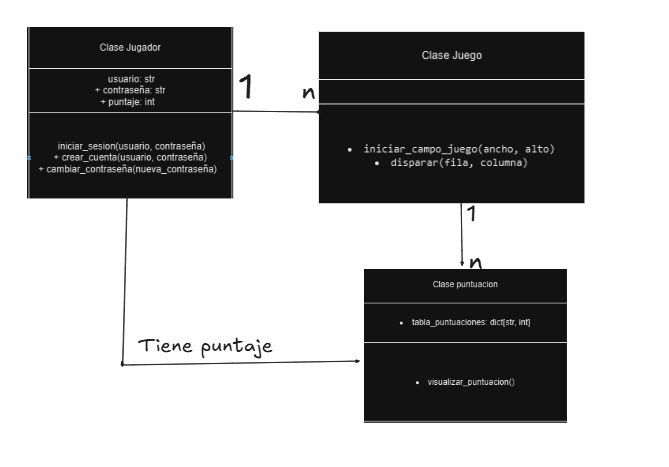 Clase Jugador
usuario: str
+ contraseña: str
+ puntaje: int
iniciar_sesion(usuario, contraseña)
+ crear_cuenta(usuario, contraseña)
+ cambiar_contraseña(nueva_contraseña)
1
n
Clase Juego
• iniciar_campo_juego(ancho, alto)
• disparar(fila, columna)
1
n
Clase puntuacion
• tabla_puntuaciones: dict[str, int]
• visualizar_puntuacion()
Tiene puntaje